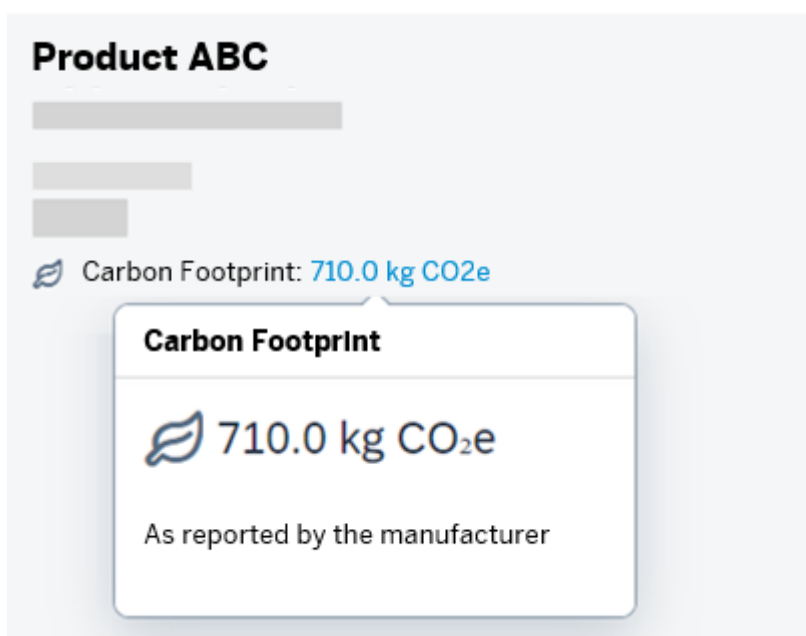 Product ABC
Carbon Footprint: 710.0 kg CO2e
Carbon Footprint
710.0 kg CO₂e
As reported by the manufacturer